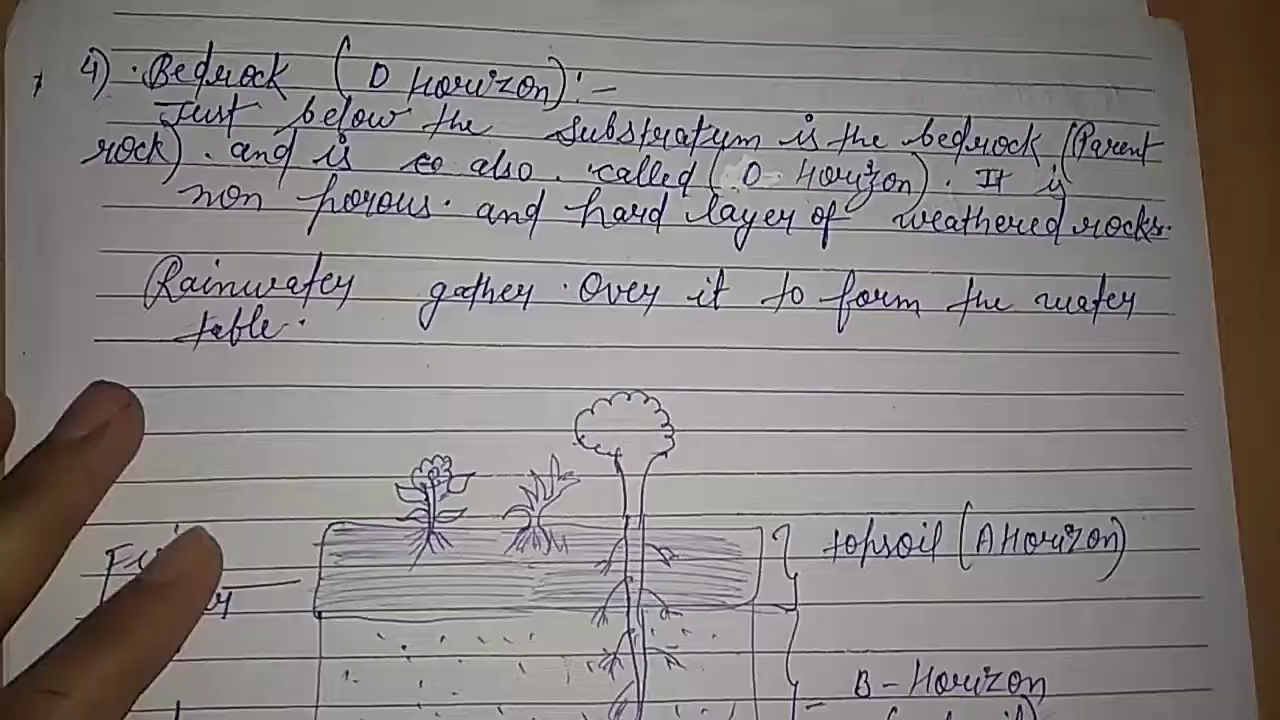 4) . Bedrock ( D Horizon) : -
Just below the substratum is the bedrock (Parent
rock) . and is so also . called ( D. Horizon) . It is
non porous . and hard layer of weathered rocks.
Rainwater gather . Over it to form the water
table .
topsoil (A Horizon)
B - Horizon